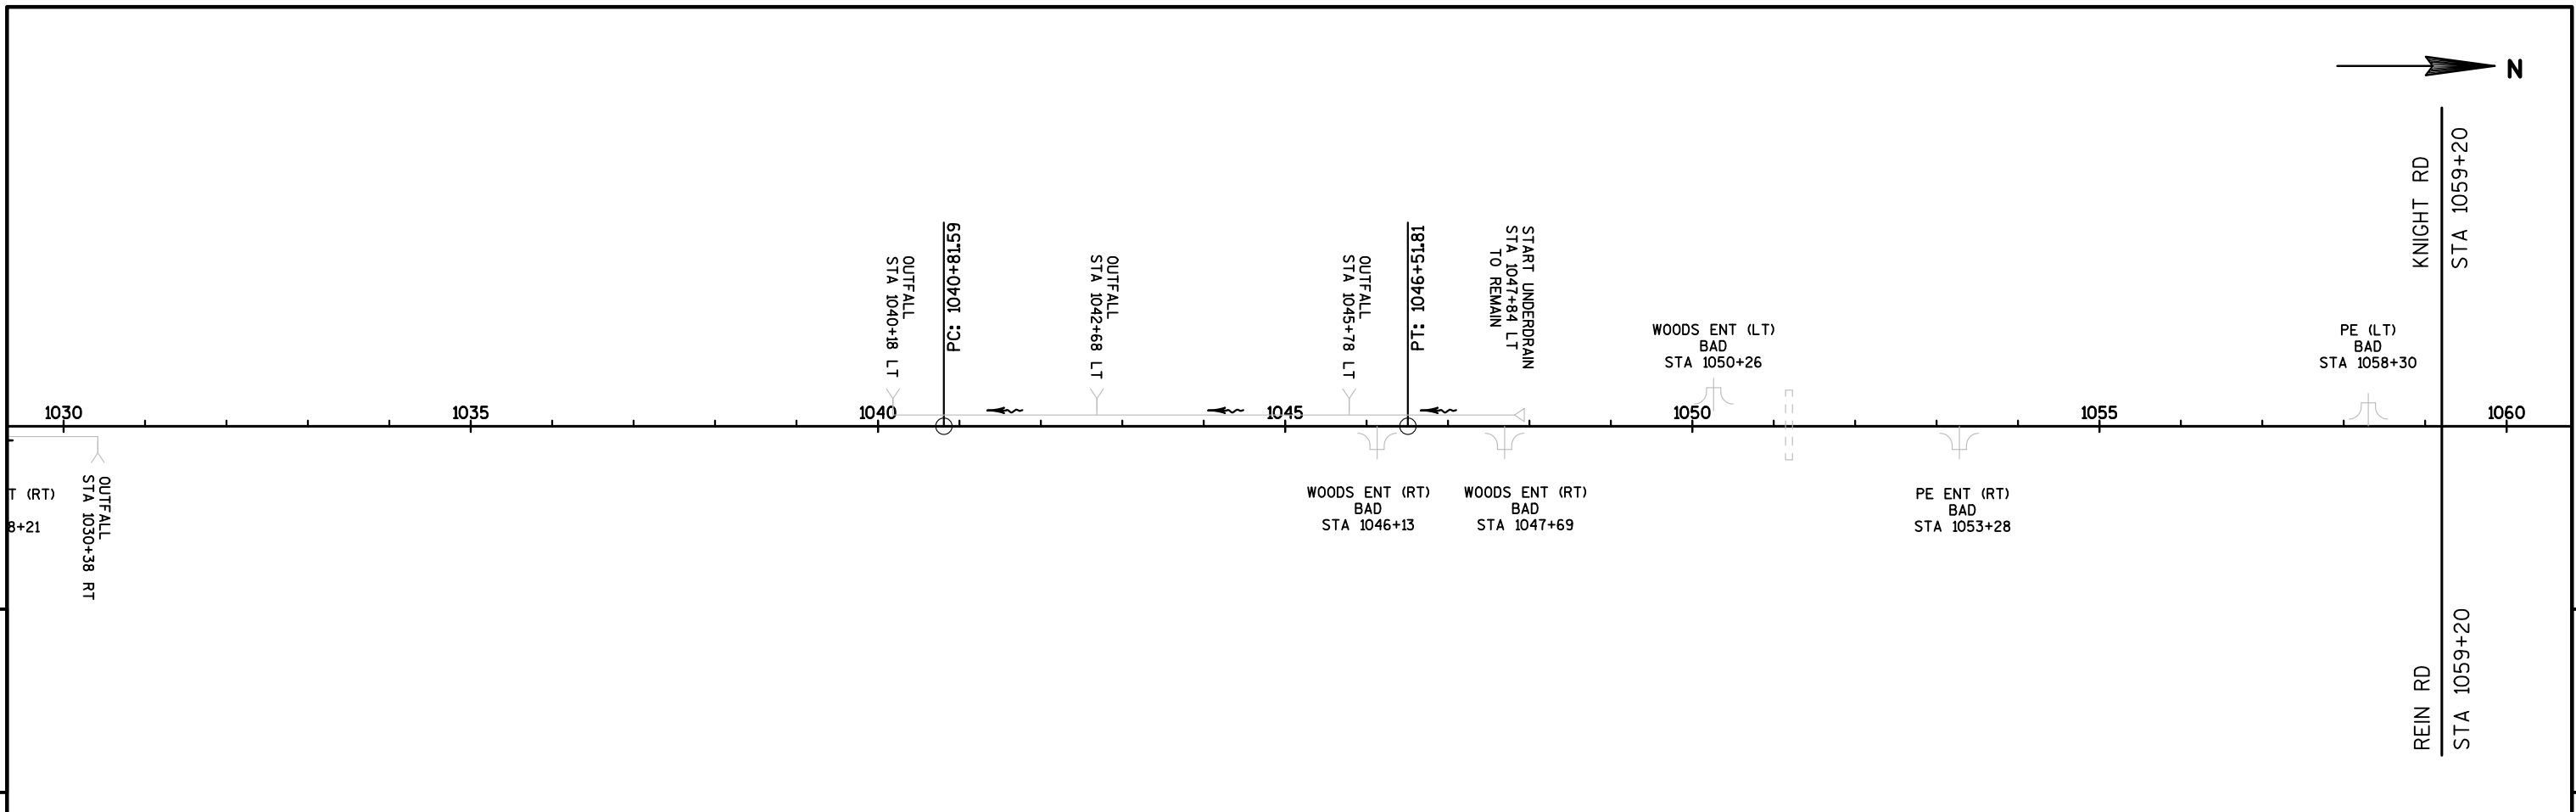 N
KNIGHT RD
STA 1059+20
OUTFALL
STA 1040+18 LT
PC: 1040+81.59
OUTFALL
STA 1042+68 LT
OUTFALL
STA 1045+78 LT
PT: 1046+51.81
START UNDERDRAIN
STA 1047+84 LT
TO REMAIN
WOODS ENT (LT)
BAD
STA 1050+26
PE (LT)
BAD
STA 1058+30
1030
1035
1040
1045
1050
1055
1060
T (RT)
8+21
OUTFALL
STA 1030+38 RT
WOODS ENT (RT)
BAD
STA 1046+13
WOODS ENT (RT)
BAD
STA 1047+69
PE ENT (RT)
BAD
STA 1053+28
REIN RD
STA 1059+20